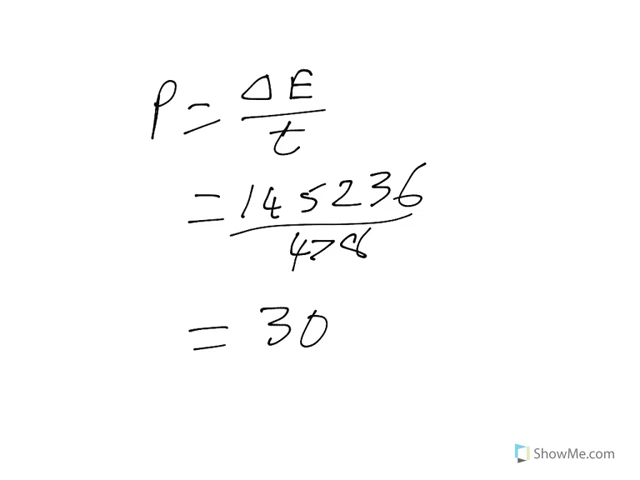 P = ΔE/t
= 145236/478
= 30
ShowMe.com